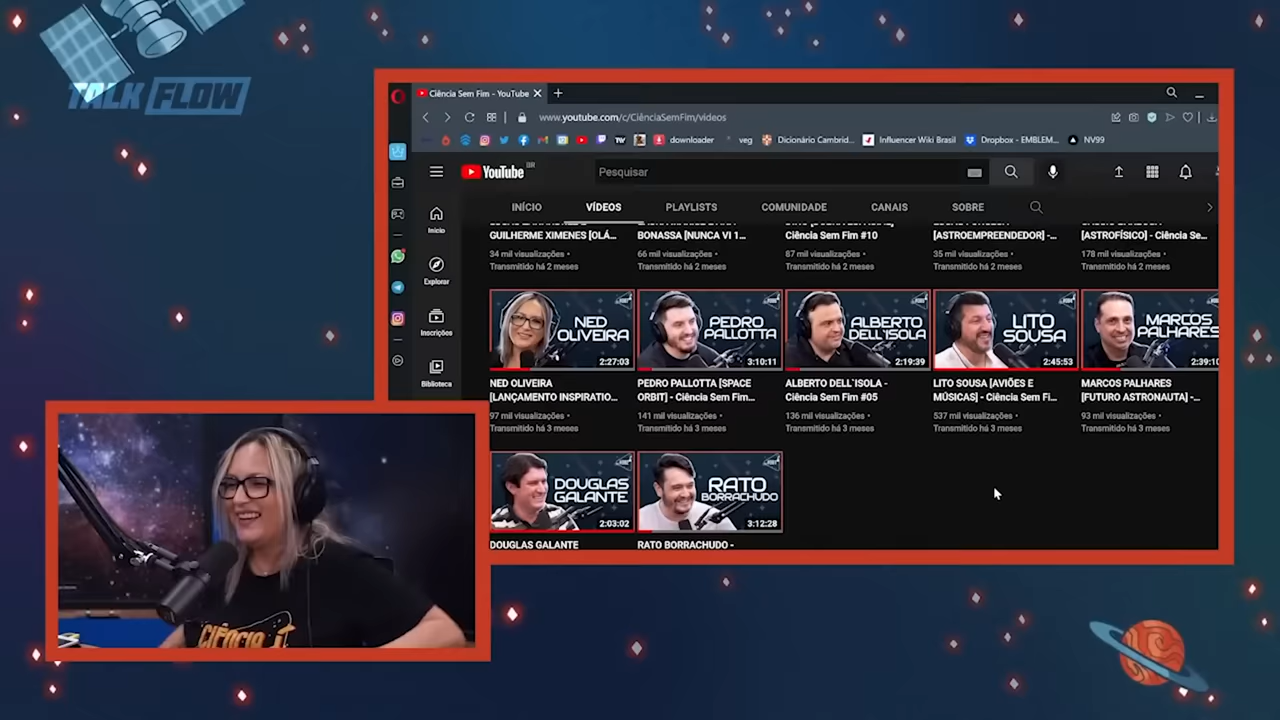 TALK FLOW
Ciência Sem Fim - YouTube
www.youtube.com/c/CiênciaSemFim/videos
downloader
veg
Dicionário Cambrid...
Influencer Wiki Brasil
Dropbox - EMBLEM...
NV99
YouTube BR
Pesquisar
INÍCIO VÍDEOS PLAYLISTS COMUNIDADE CANAIS SOBRE
Início
Explorar
Inscrições
Biblioteca
GUILHERME XIMENES [OLÁ...
34 mil visualizações •
Transmitido há 2 meses
BONASSA [NUNCA VI 1...
66 mil visualizações •
Transmitido há 2 meses
Ciência Sem Fim #10
87 mil visualizações •
Transmitido há 2 meses
[ASTROEMPREENDEDOR] -...
35 mil visualizações •
Transmitido há 2 meses
[ASTROFÍSICO] - Ciência Se...
178 mil visualizações •
Transmitido há 2 meses
NED
OLIVEIRA
2:27:03
NED OLIVEIRA
[LANÇAMENTO INSPIRATIO...
97 mil visualizações •
Transmitido há 3 meses
PEDRO
PALLOTTA
3:10:11
PEDRO PALLOTTA [SPACE
ORBIT] - Ciência Sem Fim...
141 mil visualizações •
Transmitido há 3 meses
ALBERTO
DELL'ISOLA
2:19:39
ALBERTO DELL`ISOLA -
Ciência Sem Fim #05
136 mil visualizações •
Transmitido há 3 meses
LITO
SOUSA
2:45:53
LITO SOUSA [AVIÕES E
MÚSICAS] - Ciência Sem Fi...
537 mil visualizações •
Transmitido há 3 meses
MARCOS
PALHARES
2:39:10
MARCOS PALHARES
[FUTURO ASTRONAUTA] -...
93 mil visualizações •
Transmitido há 3 meses
DOUGLAS
GALANTE
2:03:02
DOUGLAS GALANTE
RATO
BORRACHUDO
3:12:28
RATO BORRACHUDO -
CIÊNCIA